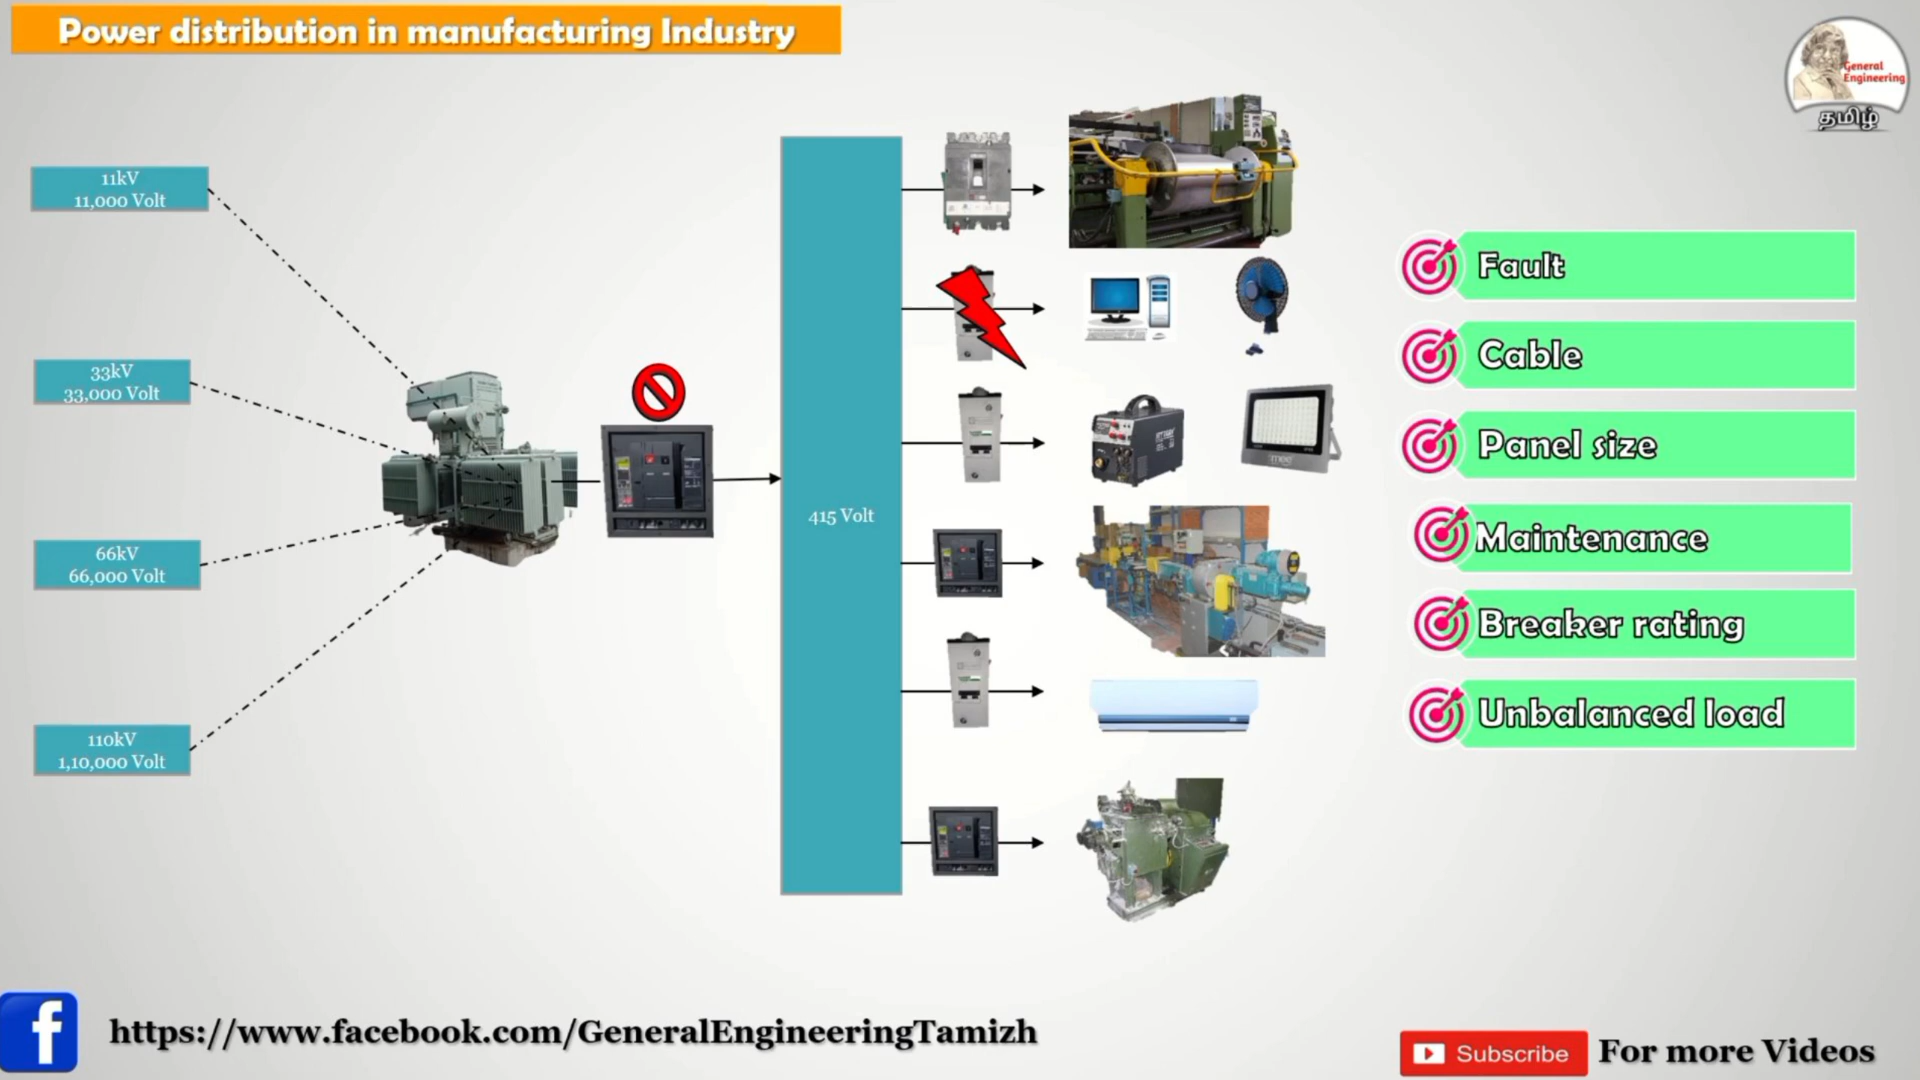 Power distribution in manufacturing Industry
General
Engineering
தமிழ்
11kV
11,000 Volt
33kV
33,000 Volt
66kV
66,000 Volt
110kV
1,10,000 Volt
415 Volt
Fault
Cable
Panel size
Maintenance
Breaker rating
Unbalanced load
https://www.facebook.com/GeneralEngineeringTamizh
Subscribe
For more Videos